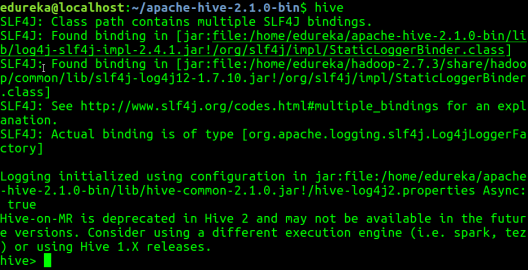 edureka@localhost:~/apache-hive-2.1.0-bin$ hive
SLF4J: Class path contains multiple SLF4J bindings.
SLF4J: Found binding in [jar:file:/home/edureka/apache-hive-2.1.0-bin/li
b/log4j-slf4j-impl-2.4.1.jar!/org/slf4j/impl/StaticLoggerBinder.class]
SLF4J: Found binding in [jar:file:/home/edureka/hadoop-2.7.3/share/hadoo
p/common/lib/slf4j-log4j12-1.7.10.jar!/org/slf4j/impl/StaticLoggerBinder
.class]
SLF4J: See http://www.slf4j.org/codes.html#multiple_bindings for an expl
anation.
SLF4J: Actual binding is of type [org.apache.logging.slf4j.Log4jLoggerFa
ctory]

Logging initialized using configuration in jar:file:/home/edureka/apache
-hive-2.1.0-bin/lib/hive-common-2.1.0.jar!/hive-log4j2.properties Async:
 true
Hive-on-MR is deprecated in Hive 2 and may not be available in the futur
e versions. Consider using a different execution engine (i.e. spark, tez
) or using Hive 1.X releases.
hive>